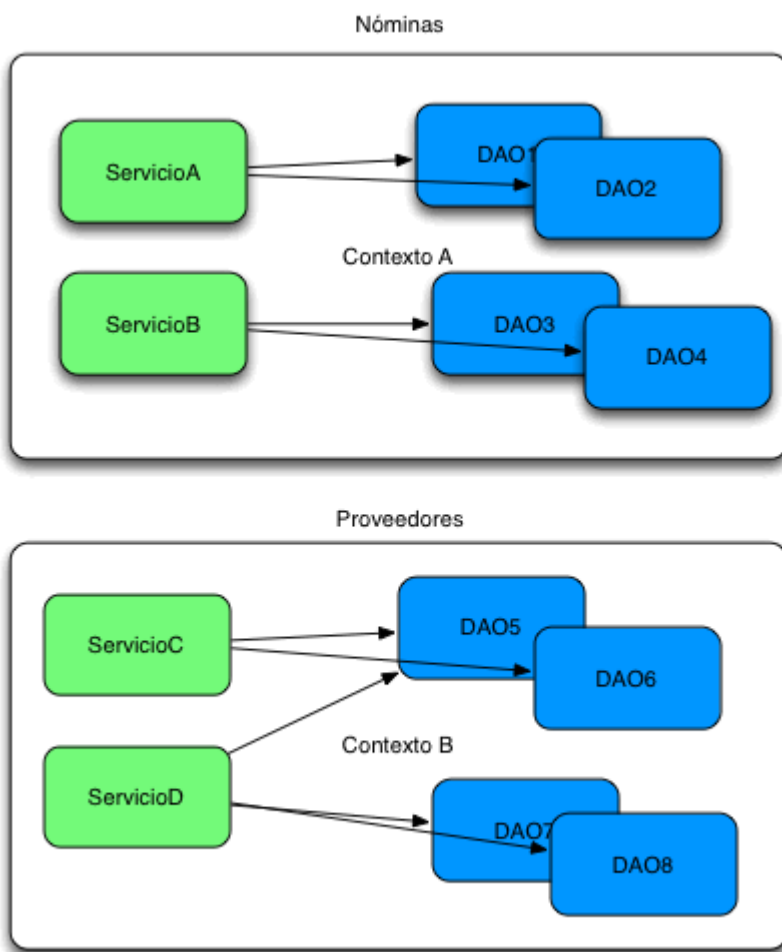 Nóminas
ServicioA
DAO1
DAO2
Contexto A
ServicioB
DAO3
DAO4
Proveedores
ServicioC
DAO5
DAO6
Contexto B
ServicioD
DAO7
DAO8